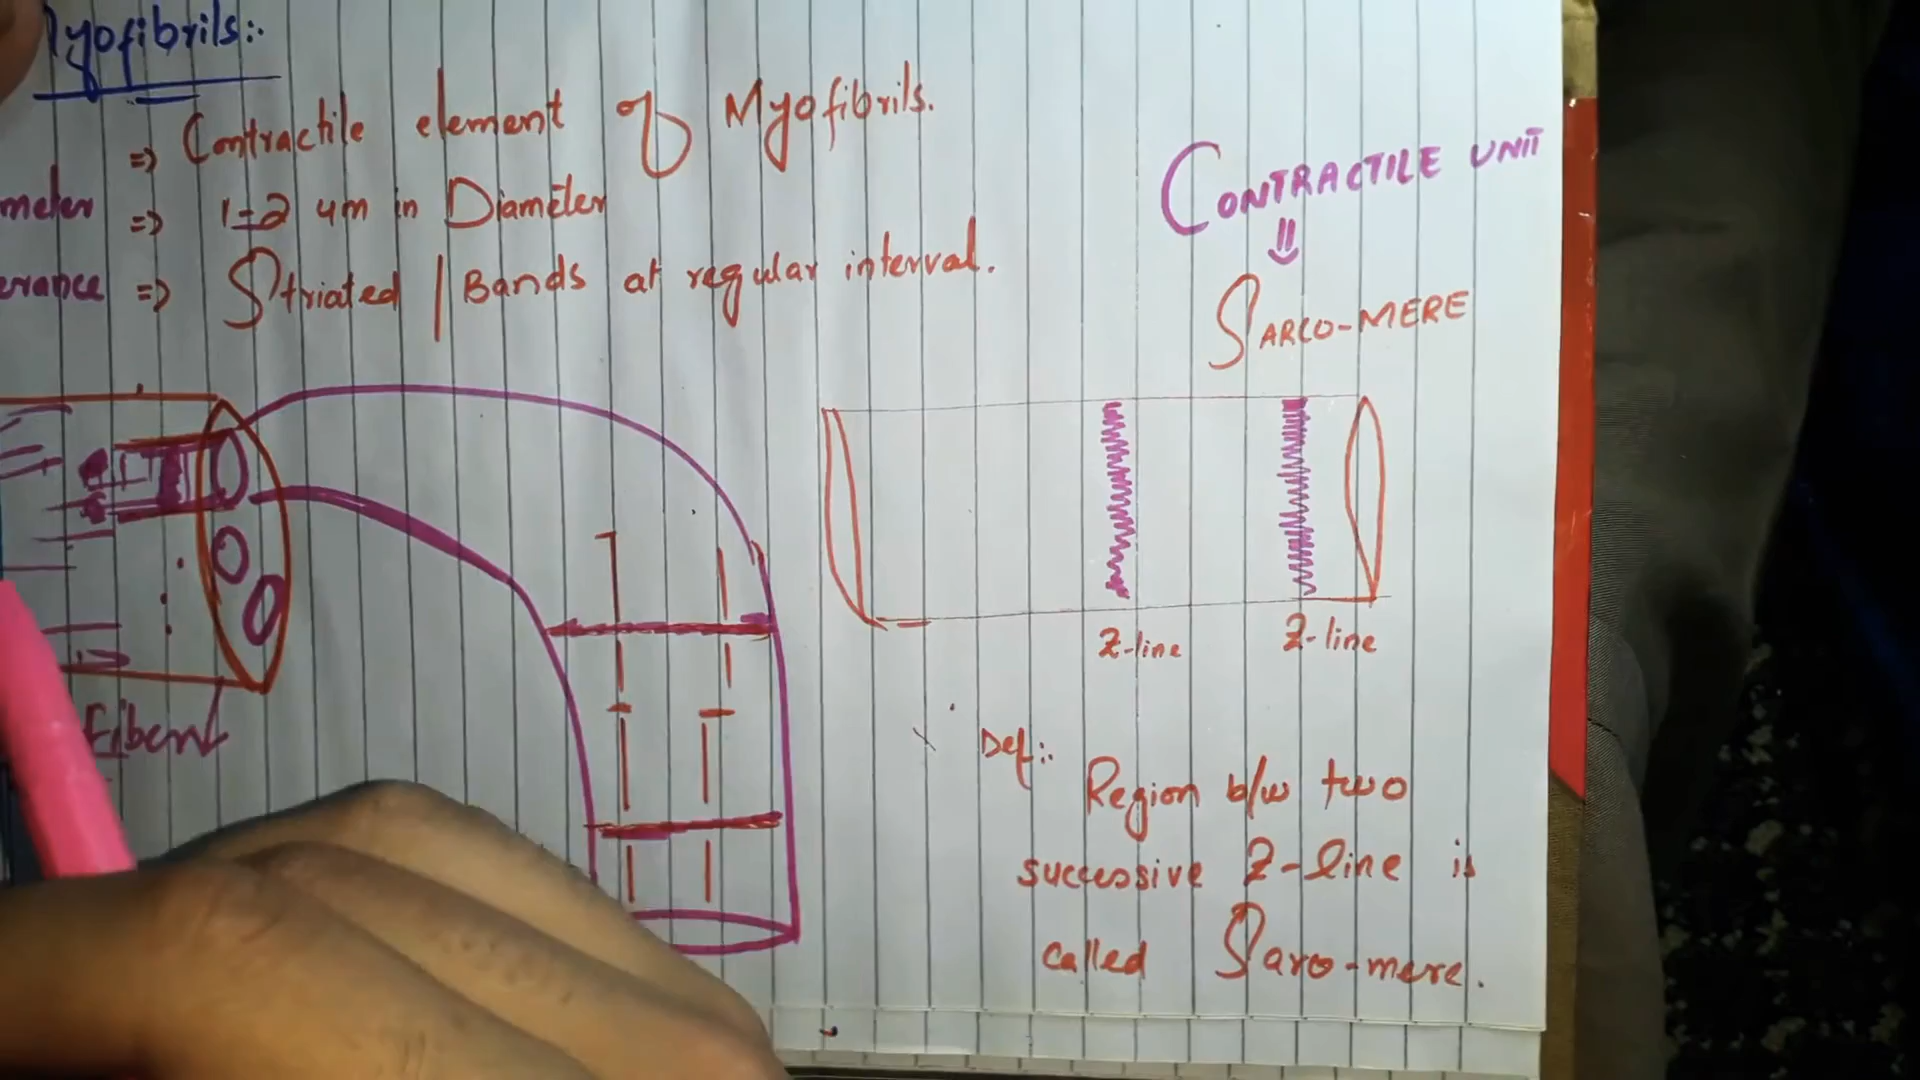 Myofibrils:-
=> Contractile element of Myofibrils.
meter => 1-2 um in Diameter
erance => Striated / Bands at regular interval.
CONTRACTILE UNIT
⇓
SARCO-MERE
Z-line Z-line
Def:-
Region b/w two
successive Z-line is
called Sarco-mere.